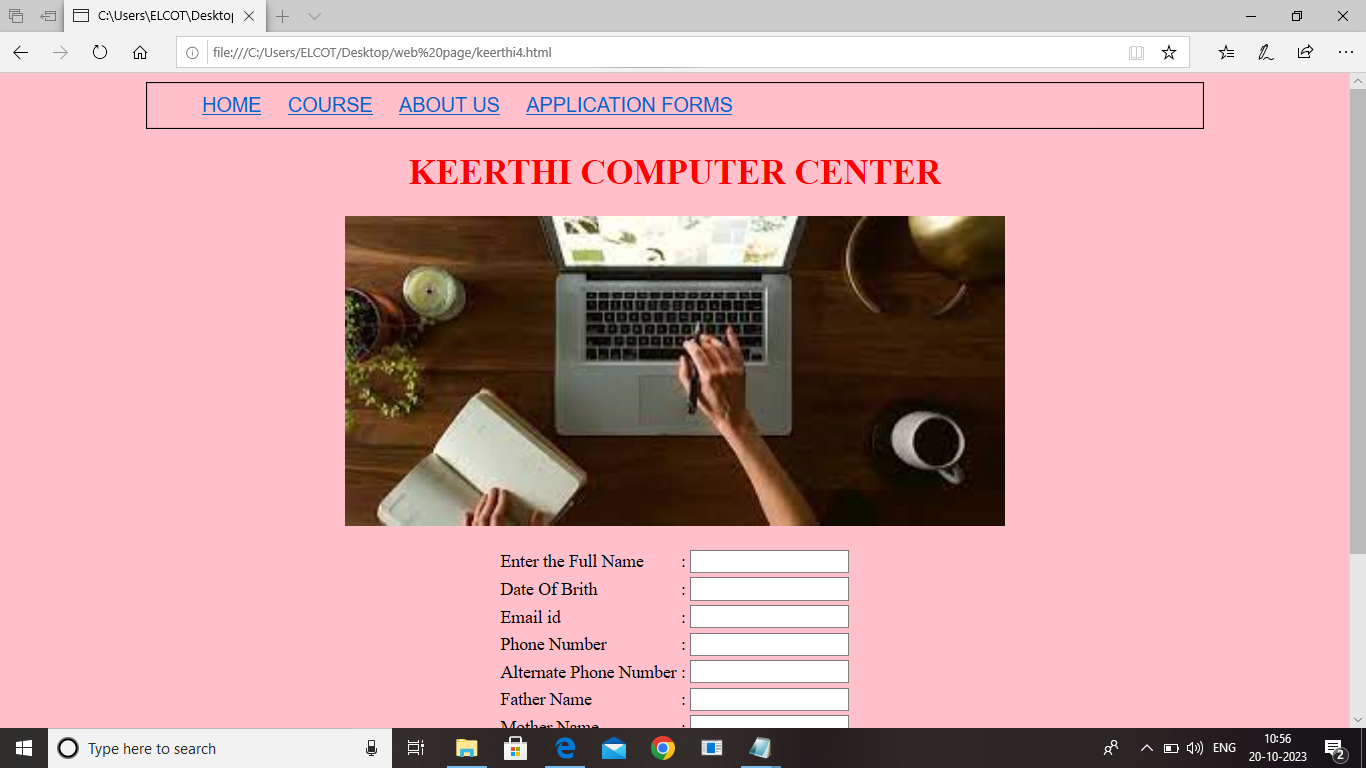 C:\Users\ELCOT\Desktop
file:///C:/Users/ELCOT/Desktop/web%20page/keerthi4.html
HOME COURSE ABOUT US APPLICATION FORMS
KEERTHI COMPUTER CENTER
Enter the Full Name :
Date Of Brith :
Email id :
Phone Number :
Alternate Phone Number :
Father Name :
Mother Name :
Type here to search
ENG
10:56
20-10-2023
2